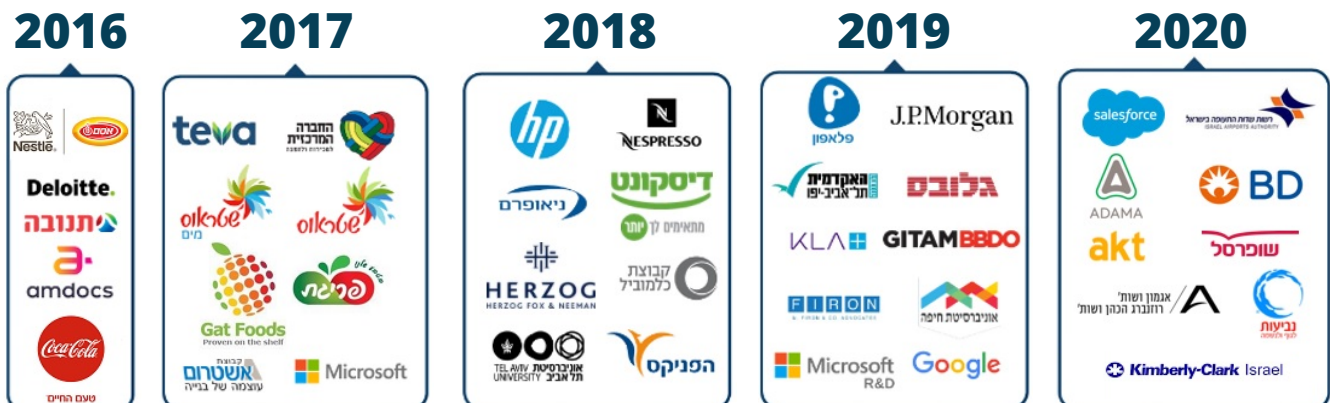 2016
Nestlé
אסם
Deloitte.
תנובה
amdocs
Coca-Cola
טעם החיים
2017
teva
החברה
המרכזית
שטראוס
מים
שטראוס
Gat Foods
Proven on the shelf
פריגת
קבוצת
אשטרום
עוצמה של בנייה
Microsoft
2018
hp
N
NESPRESSO
ניאופרם
דיסקונט
מתאימים לך יותר
HERZOG
HERZOG FOX & NEEMAN
קבוצת
כלמוביל
TEL AVIV אוניברסיטת
UNIVERSITY תל אביב
הפניקס
2019
פלאפון
J.P.Morgan
האקדמית
תל־אביב-יפו
גלובס
KLA
GITAM BBDO
FIRON
אוניברסיטת חיפה
Microsoft
R&D
Google
2020
salesforce
רשות שדות התעופה בישראל
ISRAEL AIRPORTS AUTHORITY
ADAMA
BD
akt
שופרסל
אגמון ושות'
רוזנברג הכהן ושות'
נביעות
Kimberly-Clark Israel